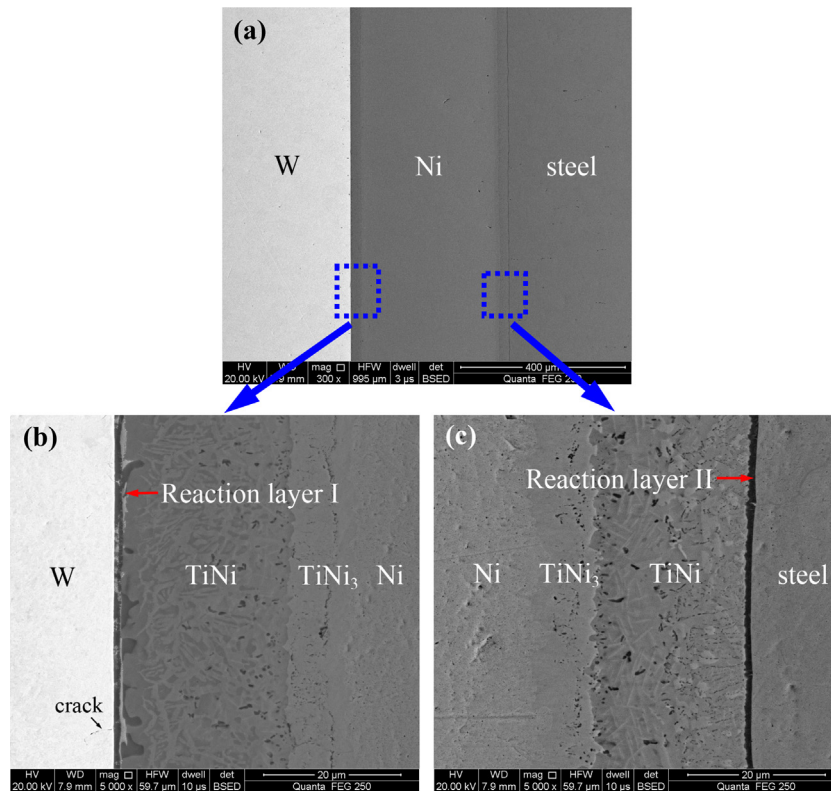 (a)
W
Ni
steel
HV
mag
HFW
dwell
det
400 µm
20.00 kV
300 x
995 µm
3 µs
BSED
Quanta FEG
(b)
Reaction layer I
W
TiNi
TiNi₃
Ni
crack
HV
WD
mag
HFW
dwell
det
20 µm
20.00 kV
7.9 mm
5 000 x
59.7 µm
10 µs
BSED
Quanta FEG 250
(c)
Reaction layer II
Ni
TiNi₃
TiNi
steel
HV
WD
mag
HFW
dwell
det
20 µm
20.00 kV
7.9 mm
5 000 x
59.7 µm
10 µs
BSED
Quanta FEG 250